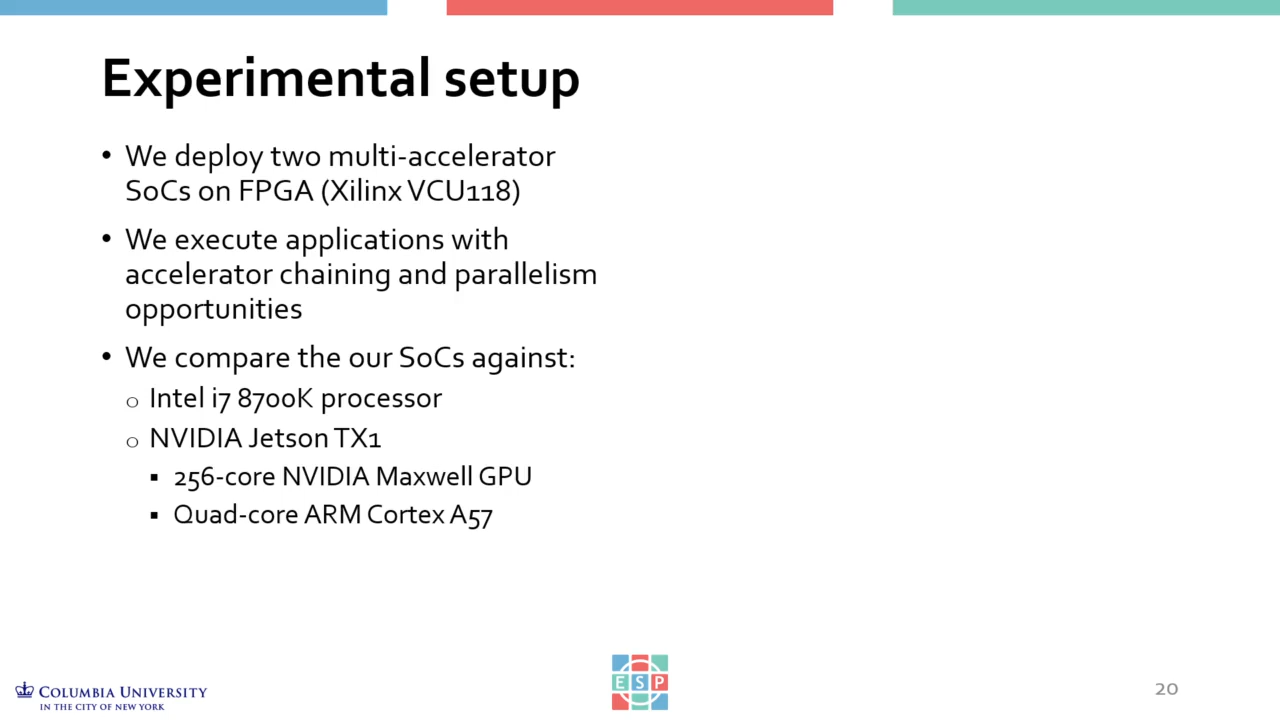 Experimental setup
• We deploy two multi-accelerator
SoCs on FPGA (Xilinx VCU118)
• We execute applications with
accelerator chaining and parallelism
opportunities
• We compare the our SoCs against:
o Intel i7 8700K processor
o NVIDIA Jetson TX1
▪ 256-core NVIDIA Maxwell GPU
▪ Quad-core ARM Cortex A57
COLUMBIA UNIVERSITY
IN THE CITY OF NEW YORK
ESP
20